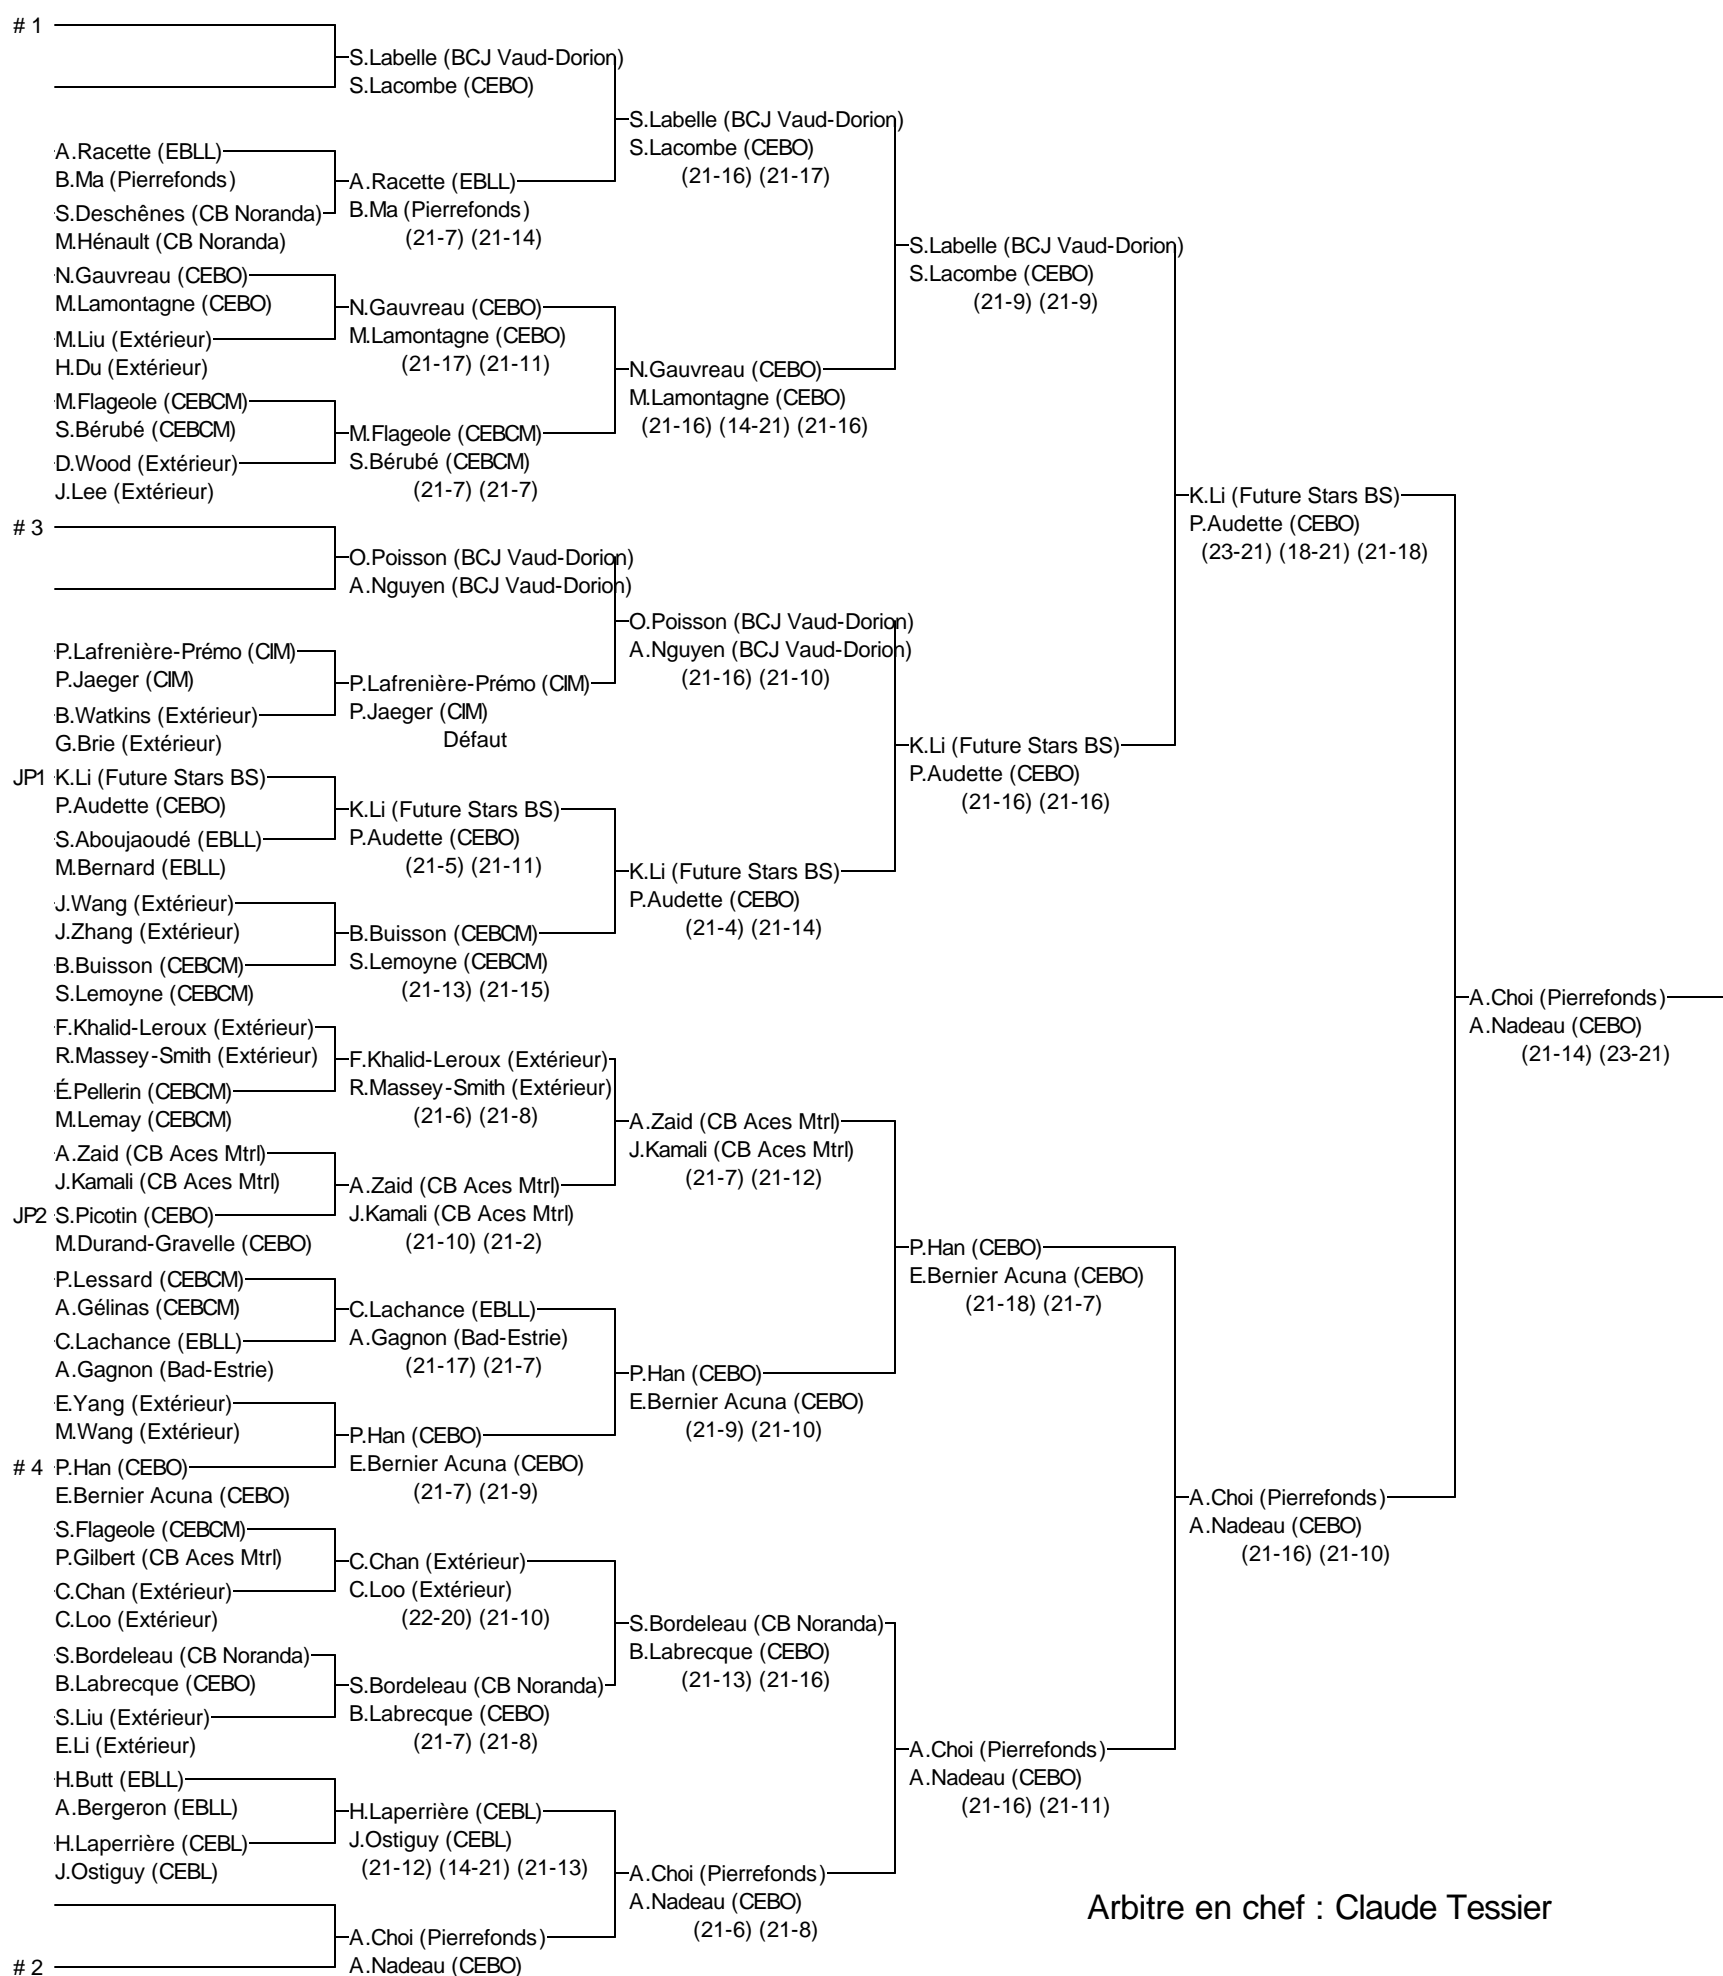 # 1
S.Labelle (BCJ Vaud-Dorion)
S.Lacombe (CEBO)
A.Racette (EBLL)
B.Ma (Pierrefonds)
S.Deschênes (CB Noranda)
M.Hénault (CB Noranda)
N.Gauvreau (CEBO)
M.Lamontagne (CEBO)
M.Liu (Extérieur)
H.Du (Extérieur)
M.Flageole (CEBCM)
S.Bérubé (CEBCM)
D.Wood (Extérieur)
J.Lee (Extérieur)
# 3
P.Lafrenière-Prémo (CIM)
P.Jaeger (CIM)
B.Watkins (Extérieur)
G.Brie (Extérieur)
JP1 K.Li (Future Stars BS)
P.Audette (CEBO)
S.Aboujaoudé (EBLL)
M.Bernard (EBLL)
J.Wang (Extérieur)
J.Zhang (Extérieur)
B.Buisson (CEBCM)
S.Lemoyne (CEBCM)
F.Khalid-Leroux (Extérieur)
R.Massey-Smith (Extérieur)
É.Pellerin (CEBCM)
M.Lemay (CEBCM)
A.Zaid (CB Aces Mtrl)
J.Kamali (CB Aces Mtrl)
JP2 S.Picotin (CEBO)
M.Durand-Gravelle (CEBO)
P.Lessard (CEBCM)
A.Gélinas (CEBCM)
C.Lachance (EBLL)
A.Gagnon (Bad-Estrie)
E.Yang (Extérieur)
M.Wang (Extérieur)
# 4 P.Han (CEBO)
E.Bernier Acuna (CEBO)
S.Flageole (CEBCM)
P.Gilbert (CB Aces Mtrl)
C.Chan (Extérieur)
C.Loo (Extérieur)
S.Bordeleau (CB Noranda)
B.Labrecque (CEBO)
S.Liu (Extérieur)
E.Li (Extérieur)
H.Butt (EBLL)
A.Bergeron (EBLL)
H.Laperrière (CEBL)
J.Ostiguy (CEBL)
# 2
A.Racette (EBLL)
B.Ma (Pierrefonds)
(21-7) (21-14)
N.Gauvreau (CEBO)
M.Lamontagne (CEBO)
(21-17) (21-11)
M.Flageole (CEBCM)
S.Bérubé (CEBCM)
(21-7) (21-7)
O.Poisson (BCJ Vaud-Dorion)
A.Nguyen (BCJ Vaud-Dorion)
P.Lafrenière-Prémo (CIM)
P.Jaeger (CIM)
Défaut
K.Li (Future Stars BS)
P.Audette (CEBO)
(21-5) (21-11)
B.Buisson (CEBCM)
S.Lemoyne (CEBCM)
(21-13) (21-15)
F.Khalid-Leroux (Extérieur)
R.Massey-Smith (Extérieur)
(21-6) (21-8)
A.Zaid (CB Aces Mtrl)
J.Kamali (CB Aces Mtrl)
(21-10) (21-2)
C.Lachance (EBLL)
A.Gagnon (Bad-Estrie)
(21-17) (21-7)
P.Han (CEBO)
E.Bernier Acuna (CEBO)
(21-7) (21-9)
C.Chan (Extérieur)
C.Loo (Extérieur)
(22-20) (21-10)
S.Bordeleau (CB Noranda)
B.Labrecque (CEBO)
(21-7) (21-8)
H.Laperrière (CEBL)
J.Ostiguy (CEBL)
(21-12) (14-21) (21-13)
A.Choi (Pierrefonds)
A.Nadeau (CEBO)
S.Labelle (BCJ Vaud-Dorion)
S.Lacombe (CEBO)
(21-16) (21-17)
N.Gauvreau (CEBO)
M.Lamontagne (CEBO)
(21-16) (14-21) (21-16)
O.Poisson (BCJ Vaud-Dorion)
A.Nguyen (BCJ Vaud-Dorion)
(21-16) (21-10)
K.Li (Future Stars BS)
P.Audette (CEBO)
(21-4) (21-14)
A.Zaid (CB Aces Mtrl)
J.Kamali (CB Aces Mtrl)
(21-7) (21-12)
P.Han (CEBO)
E.Bernier Acuna (CEBO)
(21-9) (21-10)
S.Bordeleau (CB Noranda)
B.Labrecque (CEBO)
(21-13) (21-16)
A.Choi (Pierrefonds)
A.Nadeau (CEBO)
(21-6) (21-8)
S.Labelle (BCJ Vaud-Dorion)
S.Lacombe (CEBO)
(21-9) (21-9)
K.Li (Future Stars BS)
P.Audette (CEBO)
(21-16) (21-16)
P.Han (CEBO)
E.Bernier Acuna (CEBO)
(21-18) (21-7)
A.Choi (Pierrefonds)
A.Nadeau (CEBO)
(21-16) (21-11)
K.Li (Future Stars BS)
P.Audette (CEBO)
(23-21) (18-21) (21-18)
A.Choi (Pierrefonds)
A.Nadeau (CEBO)
(21-16) (21-10)
A.Choi (Pierrefonds)
A.Nadeau (CEBO)
(21-14) (23-21)
Arbitre en chef : Claude Tessier